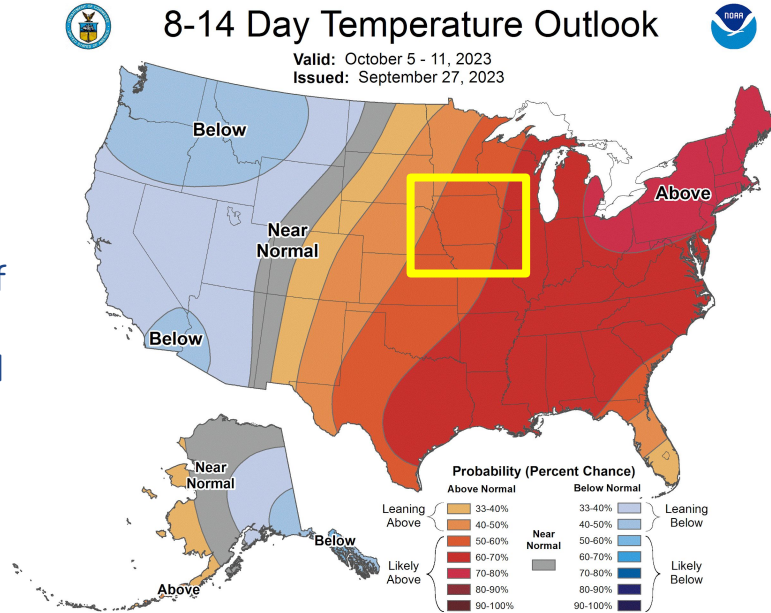 8-14 Day Temperature Outlook
NOAA
Valid: October 5 - 11, 2023
Issued: September 27, 2023
Below
Above
Near
Normal
f
Below
Near
Normal
Below
Above
Probability (Percent Chance)
Above Normal
Below Normal
Leaning
Above
33-40%
40-50%
Likely
Above
50-60%
60-70%
70-80%
80-90%
90-100%
Near
Normal
33-40%
40-50%
Leaning
Below
50-60%
60-70%
70-80%
80-90%
90-100%
Likely
Below